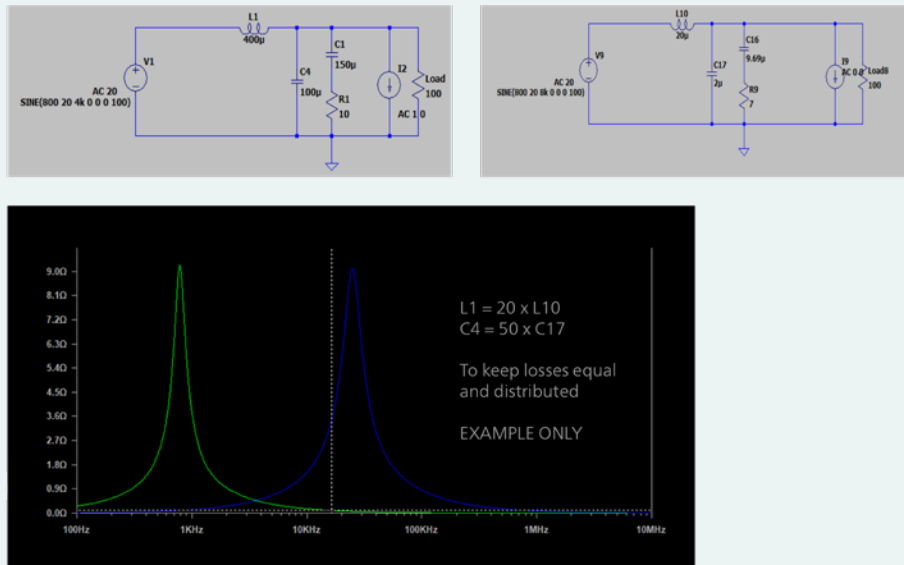 L1
400µ
V1
AC 20
SINE(800 20 4k 0 0 0 100)
C4
100µ
C1
150µ
R1
10
I2
AC 1 0
Load
100
L10
20µ
V9
AC 20
SINE(800 20 8k 0 0 0 100)
C17
2µ
C16
9.69µ
R9
7
I9
Load8
100
9.0Ω
8.1Ω
7.2Ω
6.3Ω
5.4Ω
4.5Ω
3.6Ω
2.7Ω
1.8Ω
0.9Ω
0.0Ω
100Hz
1KHz
10KHz
100KHz
1MHz
10MHz
L1 = 20 x L10
C4 = 50 x C17
To keep losses equal
and distributed
EXAMPLE ONLY